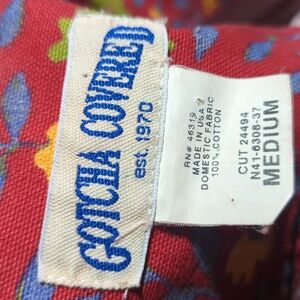 GOTCHA COVERED
est. 1970
RN# 46319
MADE IN USA
DOMESTIC FABRIC
100% COTTON
CUT 24494
N41-6308-37
MEDIUM